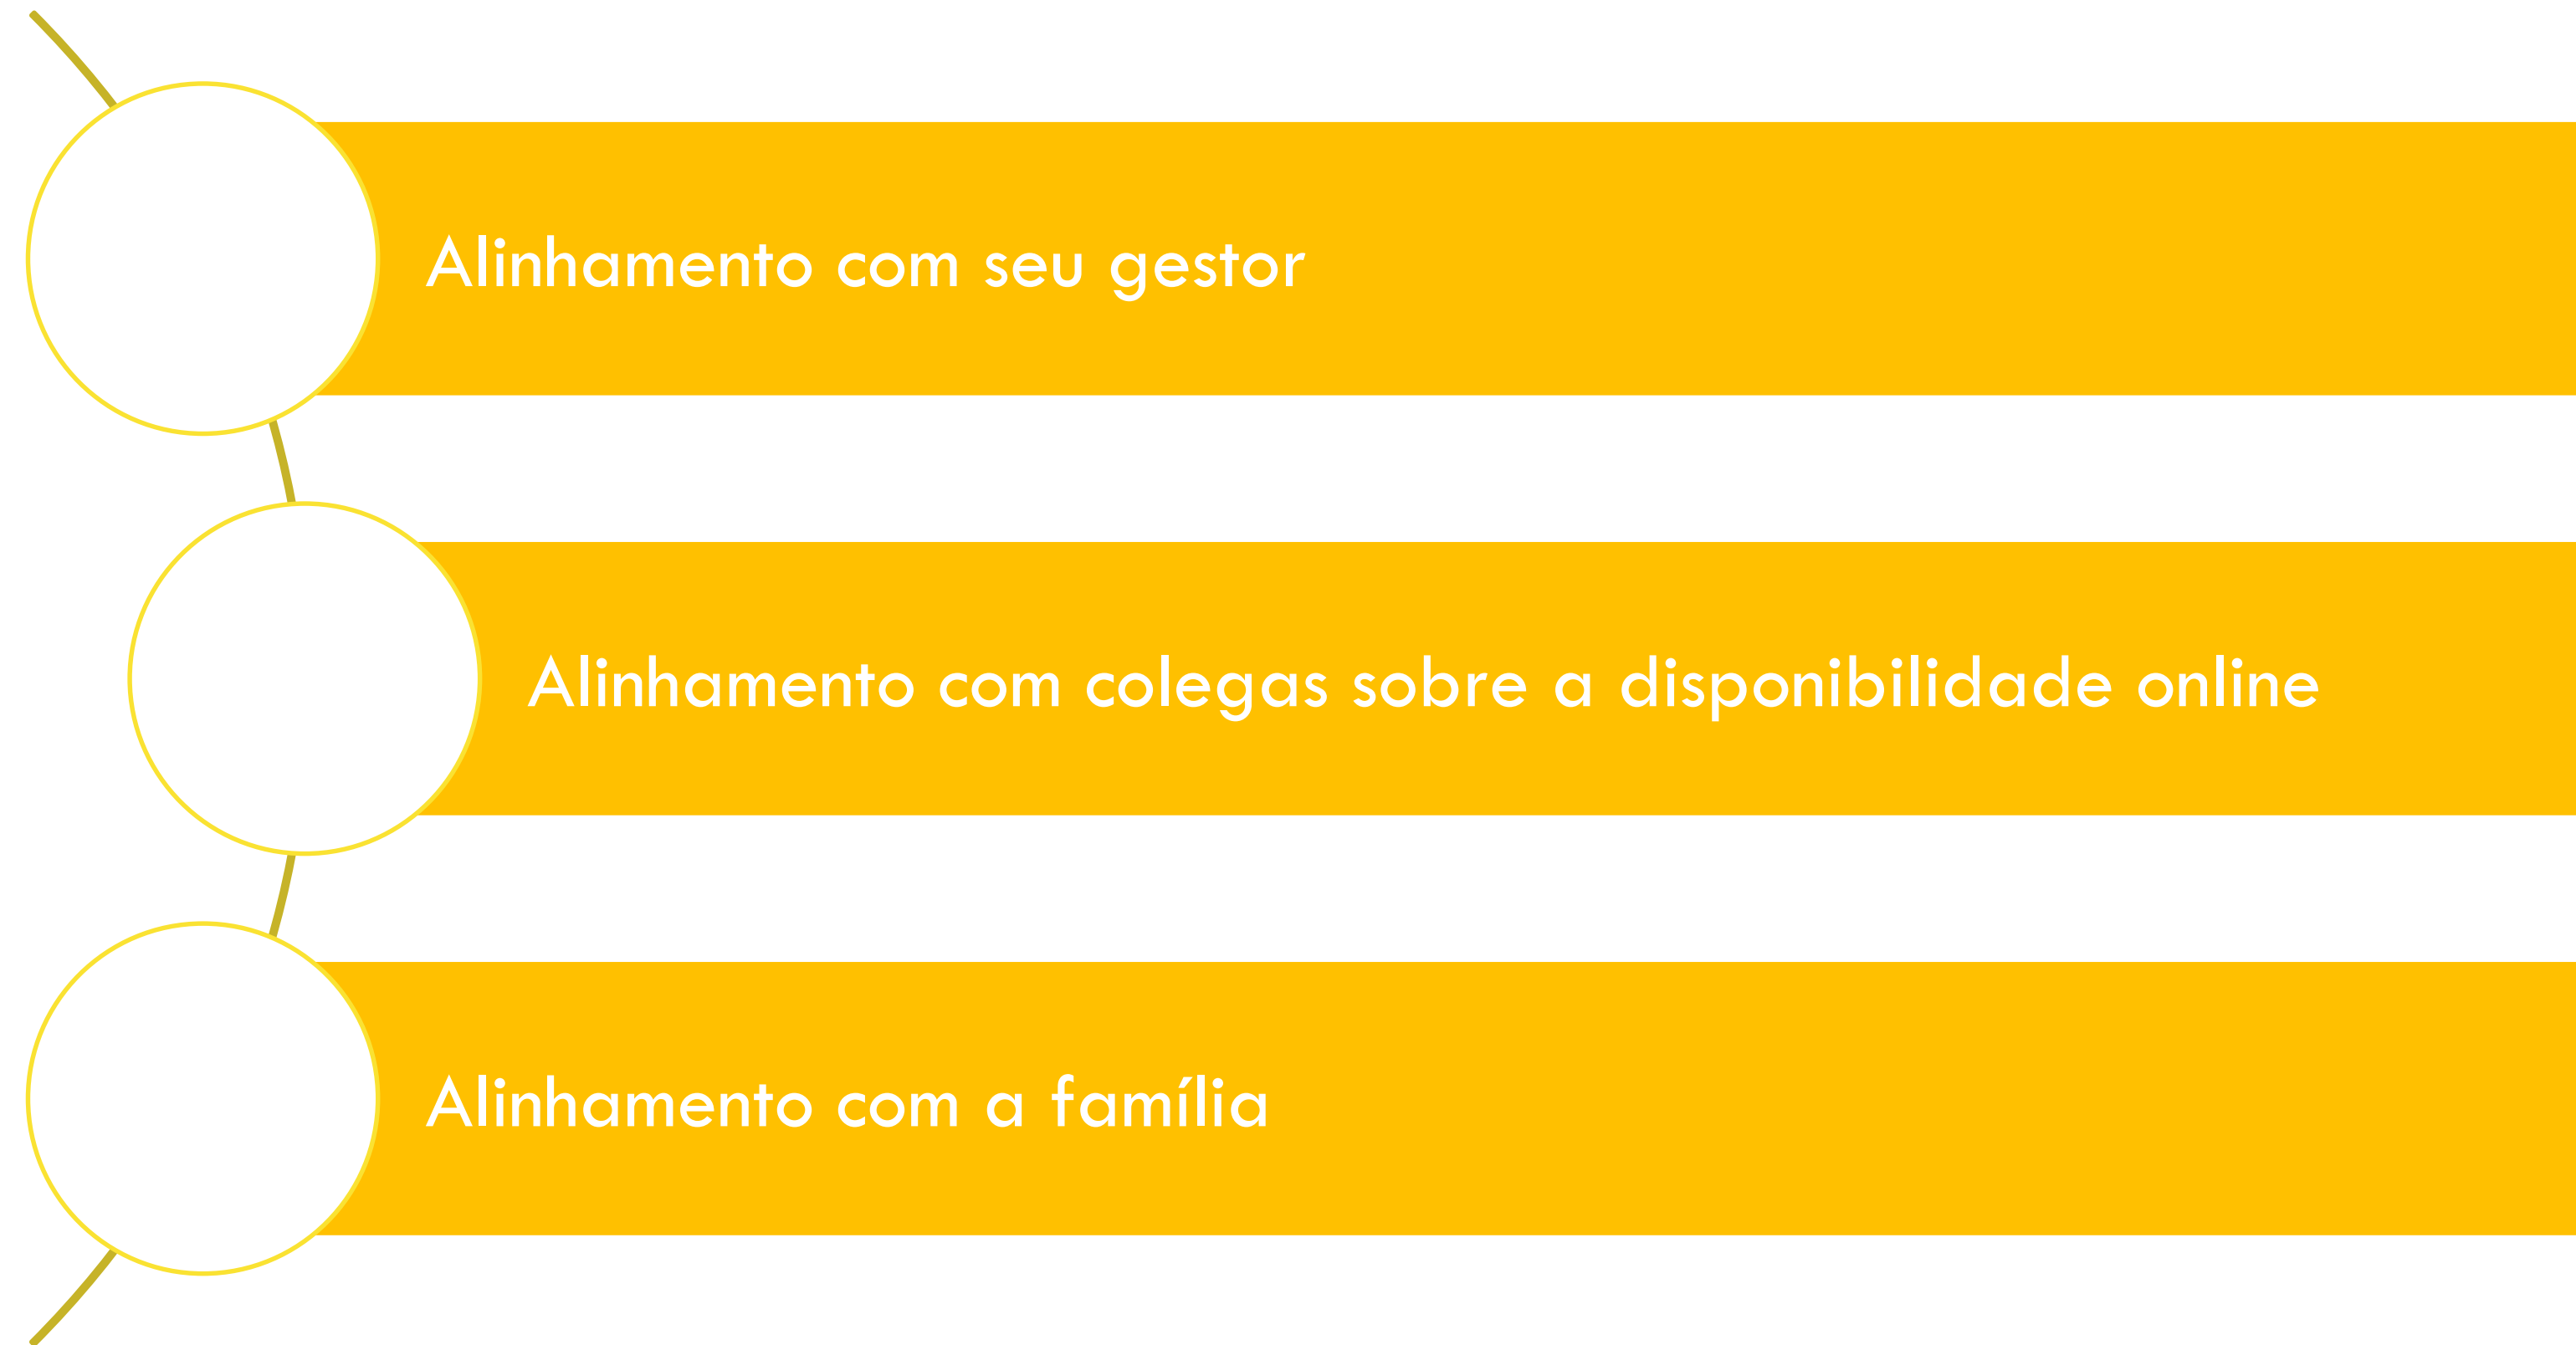 Alinhamento com seu gestor
Alinhamento com colegas sobre a disponibilidade online
Alinhamento com a família